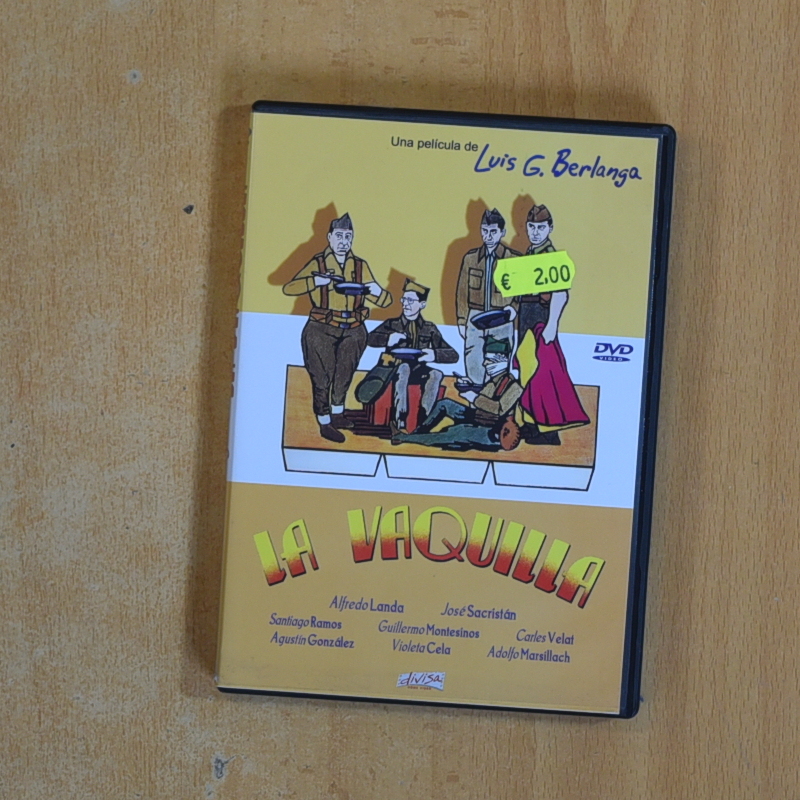 Una película de Luis G. Berlanga
€ 2,00
DVD
VIDEO
LA VAQUILLA
Alfredo Landa José Sacristán
Santiago Ramos Guillermo Montesinos Carles Velat
Agustín González Violeta Cela Adolfo Marsillach
divisa